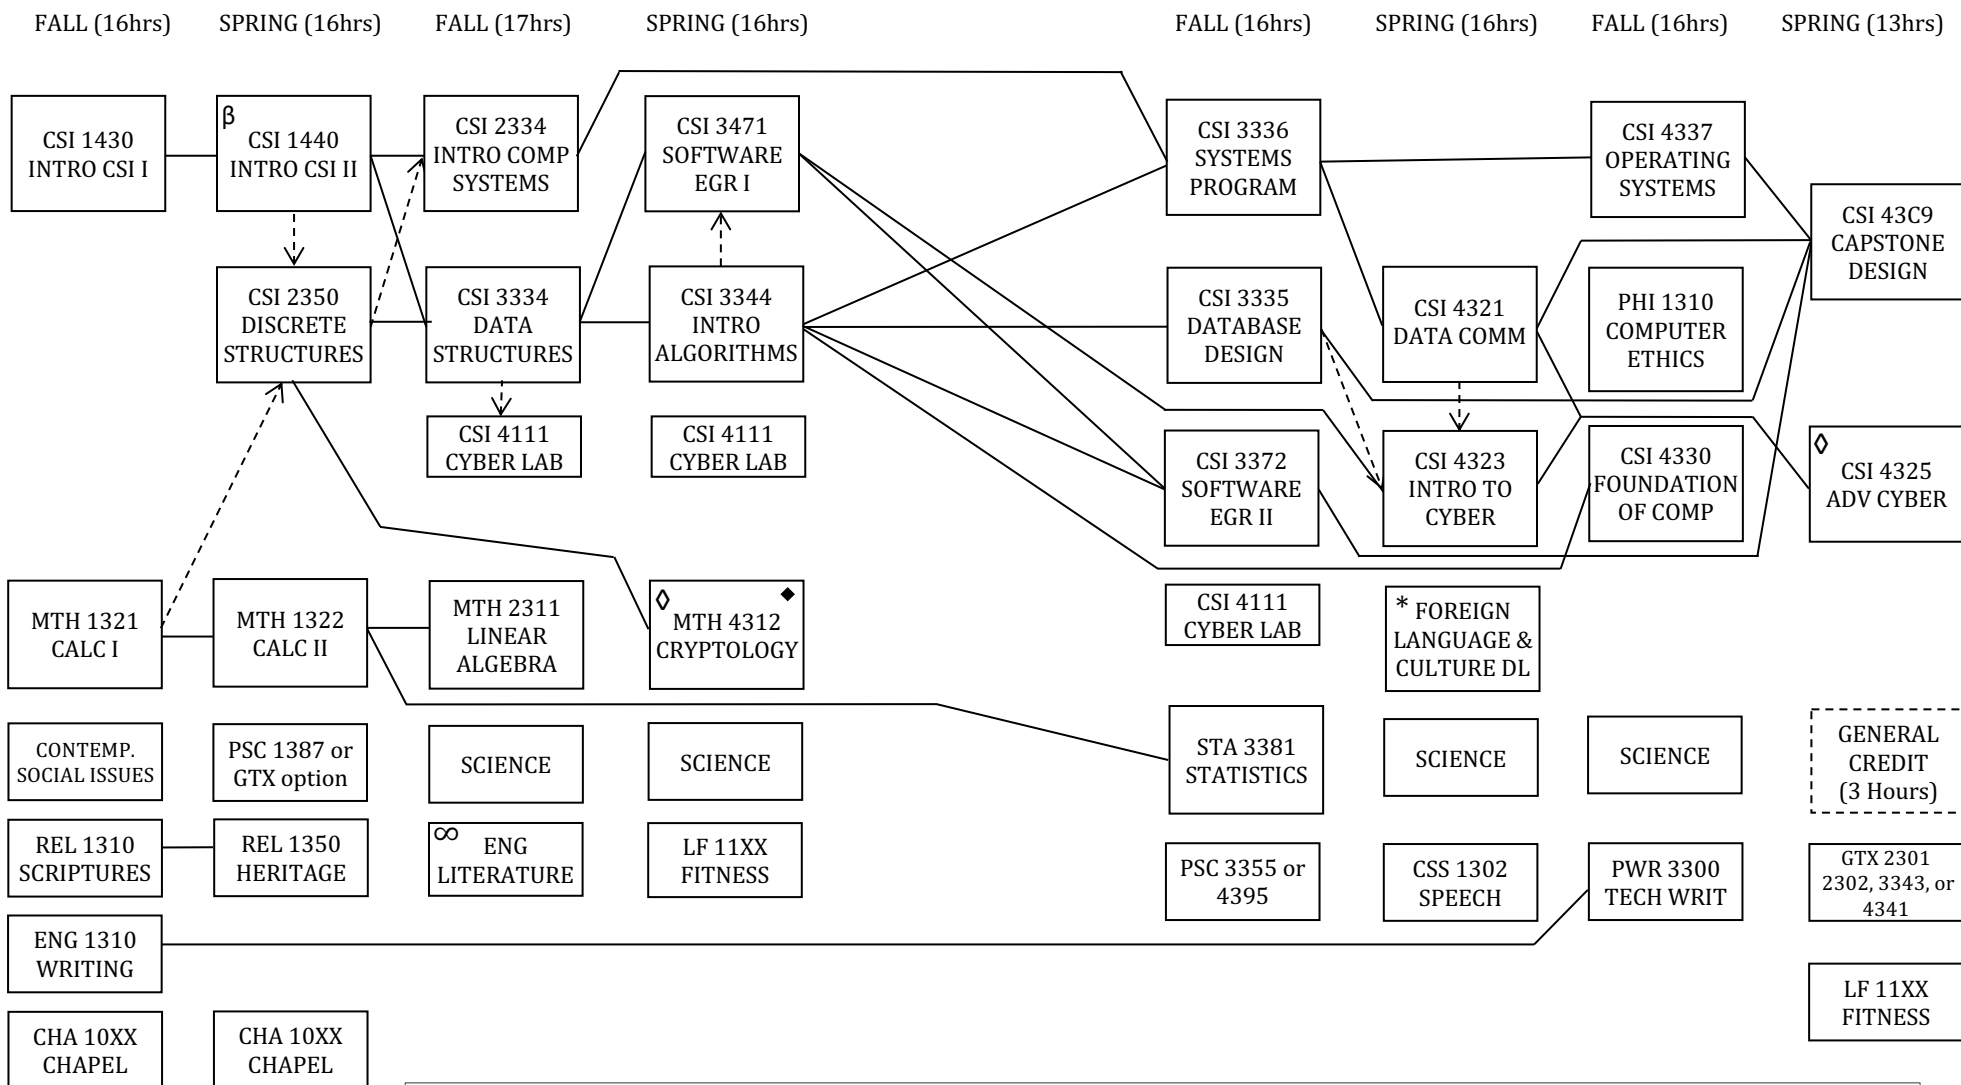 FALL (16hrs)
SPRING (16hrs)
FALL (17hrs)
SPRING (16hrs)
FALL (16hrs)
SPRING (16hrs)
FALL (16hrs)
SPRING (13hrs)
CSI 1430
INTRO CSI I
β
CSI 1440
INTRO CSI II
CSI 2334
INTRO COMP
SYSTEMS
CSI 3471
SOFTWARE
EGR I
CSI 3336
SYSTEMS
PROGRAM
CSI 4337
OPERATING
SYSTEMS
CSI 43C9
CAPSTONE
DESIGN
CSI 2350
DISCRETE
STRUCTURES
CSI 3334
DATA
STRUCTURES
CSI 3344
INTRO
ALGORITHMS
CSI 3335
DATABASE
DESIGN
CSI 4321
DATA COMM
PHI 1310
COMPUTER
ETHICS
CSI 4111
CYBER LAB
CSI 4111
CYBER LAB
CSI 3372
SOFTWARE
EGR II
CSI 4323
INTRO TO
CYBER
CSI 4330
FOUNDATION
OF COMP
◊
CSI 4325
ADV CYBER
MTH 1321
CALC I
MTH 1322
CALC II
MTH 2311
LINEAR
ALGEBRA
◊ ◆
MTH 4312
CRYPTOLOGY
CSI 4111
CYBER LAB
* FOREIGN
LANGUAGE &
CULTURE DL
CONTEMP.
SOCIAL ISSUES
PSC 1387 or
GTX option
SCIENCE
SCIENCE
STA 3381
STATISTICS
SCIENCE
SCIENCE
GENERAL
CREDIT
(3 Hours)
REL 1310
SCRIPTURES
REL 1350
HERITAGE
∞
ENG
LITERATURE
LF 11XX
FITNESS
PSC 3355 or
4395
CSS 1302
SPEECH
PWR 3300
TECH WRIT
GTX 2301
2302, 3343, or
4341
ENG 1310
WRITING
LF 11XX
FITNESS
CHA 10XX
CHAPEL
CHA 10XX
CHAPEL